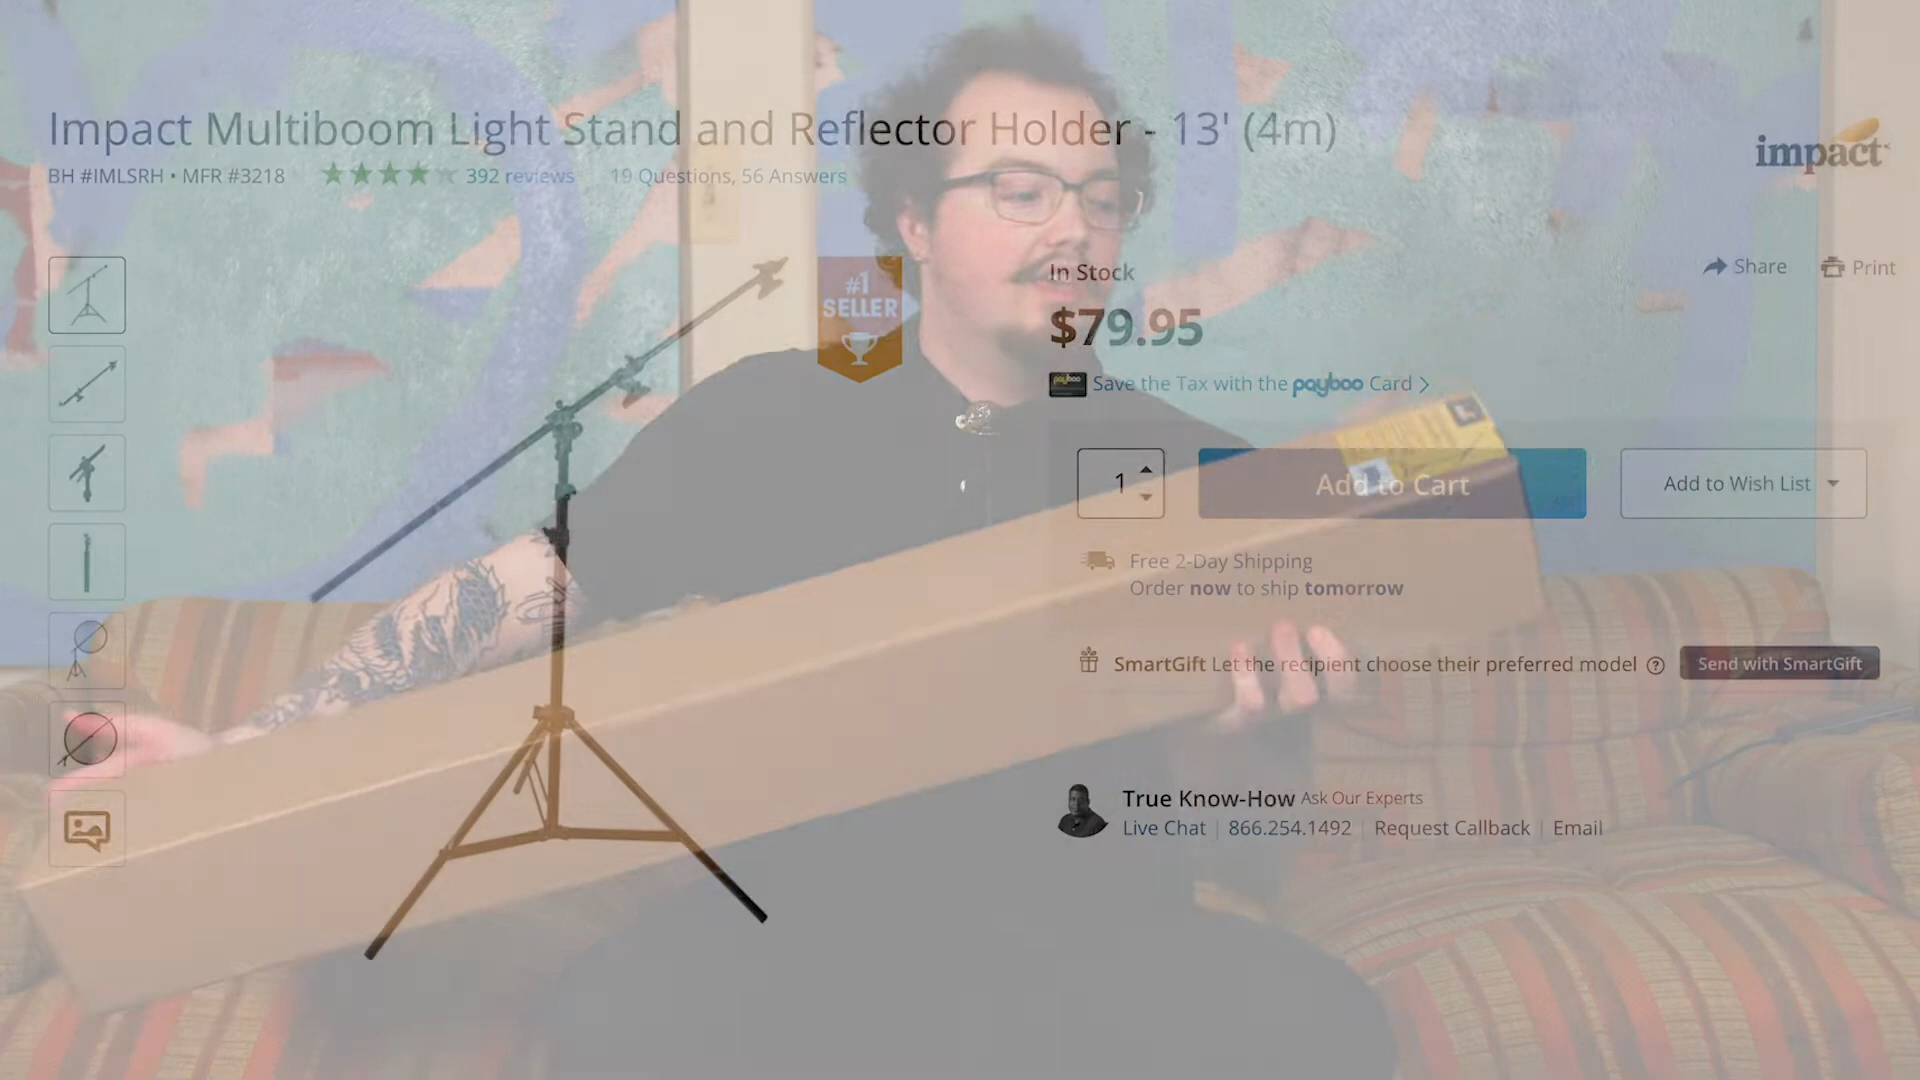 Impact Multiboom Light Stand and Reflector Holder - 13' (4m)
BH #IMLSRH • MFR #3218 392 reviews 19 Questions, 56 Answers
impact
#1
SELLER
In Stock
Share Print
$79.95
payboo Save the Tax with the payboo Card >
1 Add to Cart Add to Wish List
Free 2-Day Shipping
Order now to ship tomorrow
SmartGift Let the recipient choose their preferred model ? Send with SmartGift
True Know-How Ask Our Experts
Live Chat | 866.254.1492 | Request Callback | Email